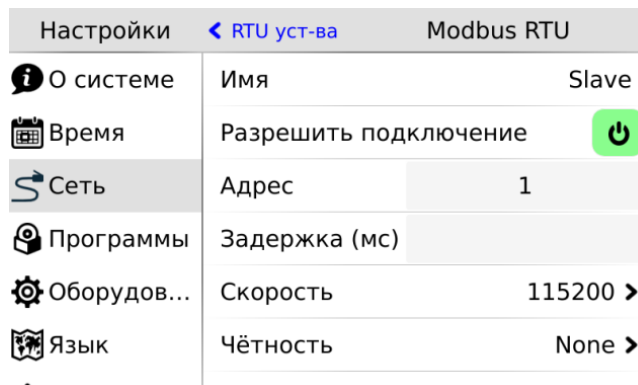 Настройки
RTU уст-ва
Modbus RTU
О системе
Время
Сеть
Программы
Оборудов...
Язык
Имя
Slave
Разрешить подключение
Адрес
1
Задержка (мс)
Скорость
115200
Чётность
None